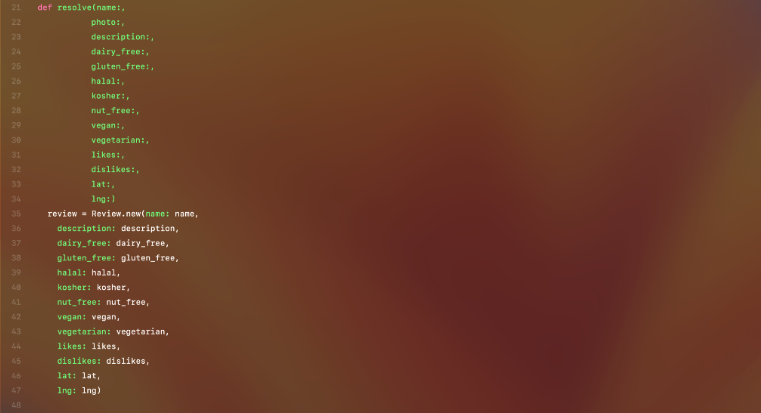 21 def resolve(name:,
22 photo:,
23 description:,
24 dairy_free:,
25 gluten_free:,
26 halal:,
27 kosher:,
28 nut_free:,
29 vegan:,
30 vegetarian:,
31 likes:,
32 dislikes:,
33 lat:,
34 lng:)
35 review = Review.new(name: name,
36 description: description,
37 dairy_free: dairy_free,
38 gluten_free: gluten_free,
39 halal: halal,
40 kosher: kosher,
41 nut_free: nut_free,
42 vegan: vegan,
43 vegetarian: vegetarian,
44 likes: likes,
45 dislikes: dislikes,
46 lat: lat,
47 lng: lng)
48